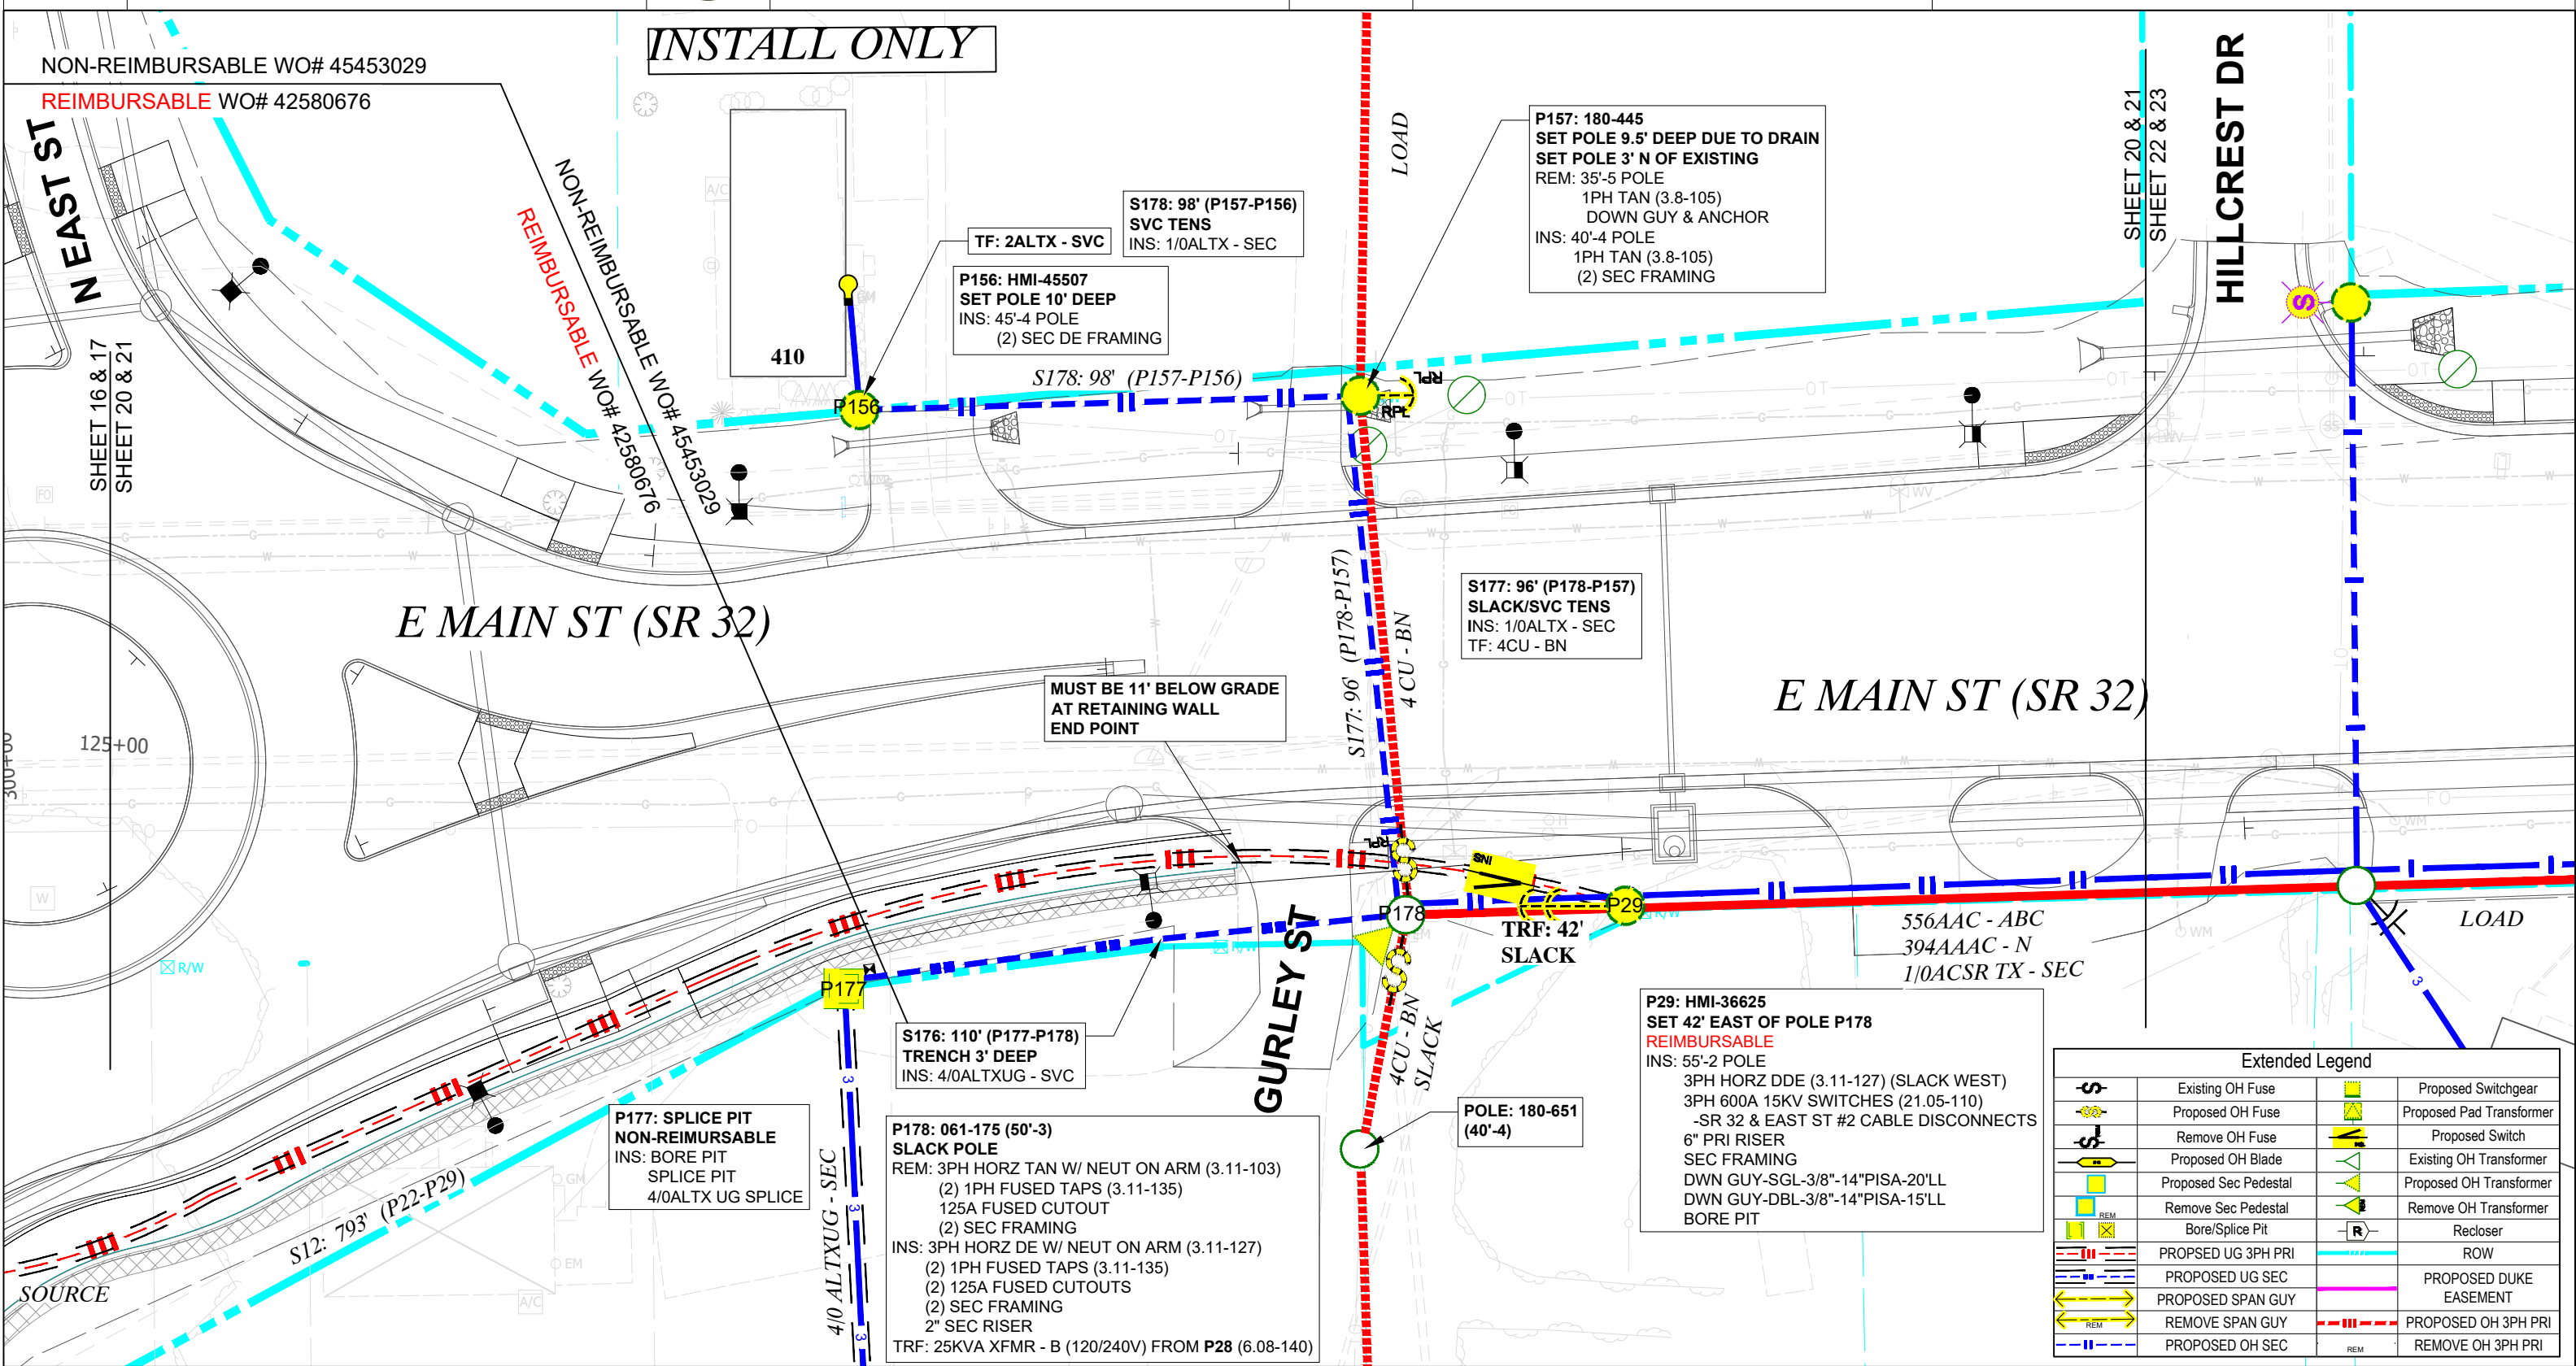 INSTALL ONLY
NON-REIMBURSABLE WO# 45453029
REIMBURSABLE WO# 42580676
N EAST ST
SHEET 16 & 17
SHEET 20 & 21
NON-REIMBURSABLE WO# 45453029
REIMBURSABLE WO# 42580676
410
TF: 2ALTX - SVC
S178: 98' (P157-P156)
SVC TENS
INS: 1/0ALTX - SEC
P156: HMI-45507
SET POLE 10' DEEP
INS: 45'-4 POLE
(2) SEC DE FRAMING
S178: 98' (P157-P156)
P156
LOAD
P157: 180-445
SET POLE 9.5' DEEP DUE TO DRAIN
SET POLE 3' N OF EXISTING
REM: 35'-5 POLE
1PH TAN (3.8-105)
DOWN GUY & ANCHOR
INS: 40'-4 POLE
1PH TAN (3.8-105)
(2) SEC FRAMING
RPL
RPL
SHEET 20 & 21
SHEET 22 & 23
HILLCREST DR
S
E MAIN ST (SR 32)
S177: 96' (P178-P157)
4 CU - BN
S177: 96' (P178-P157)
SLACK/SVC TENS
INS: 1/0ALTX - SEC
TF: 4CU - BN
E MAIN ST (SR 32)
MUST BE 11' BELOW GRADE
AT RETAINING WALL
END POINT
125+00
300+00
RPL
INS
P178
P29
TRF: 42'
SLACK
556AAC - ABC
394AAAC - N
1/0ACSR TX - SEC
LOAD
R/W
R/W
R/W
P177
S176: 110' (P177-P178)
TRENCH 3' DEEP
INS: 4/0ALTXUG - SVC
GURLEY ST
4CU - BN
SLACK
P177: SPLICE PIT
NON-REIMURSABLE
INS: BORE PIT
SPLICE PIT
4/0ALTX UG SPLICE
S12: 793' (P22-P29)
SOURCE
4/0 ALTXUG - SEC
3
3
3
3
P178: 061-175 (50'-3)
SLACK POLE
REM: 3PH HORZ TAN W/ NEUT ON ARM (3.11-103)
(2) 1PH FUSED TAPS (3.11-135)
125A FUSED CUTOUT
(2) SEC FRAMING
INS: 3PH HORZ DE W/ NEUT ON ARM (3.11-127)
(2) 1PH FUSED TAPS (3.11-135)
(2) 125A FUSED CUTOUTS
(2) SEC FRAMING
2" SEC RISER
TRF: 25KVA XFMR - B (120/240V) FROM P28 (6.08-140)
POLE: 180-651
(40'-4)
P29: HMI-36625
SET 42' EAST OF POLE P178
REIMBURSABLE
INS: 55'-2 POLE
3PH HORZ DDE (3.11-127) (SLACK WEST)
3PH 600A 15KV SWITCHES (21.05-110)
-SR 32 & EAST ST #2 CABLE DISCONNECTS
6" PRI RISER
SEC FRAMING
DWN GUY-SGL-3/8"-14"PISA-20'LL
DWN GUY-DBL-3/8"-14"PISA-15'LL
BORE PIT
Extended Legend
Existing OH Fuse
Proposed Switchgear
Proposed OH Fuse
Proposed Pad Transformer
Remove OH Fuse
Proposed Switch
Proposed OH Blade
Existing OH Transformer
Proposed Sec Pedestal
Proposed OH Transformer
REM
Remove Sec Pedestal
Remove OH Transformer
Bore/Splice Pit
R
Recloser
PROPSED UG 3PH PRI
ROW
PROPOSED UG SEC
PROPOSED DUKE
EASEMENT
PROPOSED SPAN GUY
REM
REMOVE SPAN GUY
PROPOSED OH 3PH PRI
PROPOSED OH SEC
REM
REMOVE OH 3PH PRI